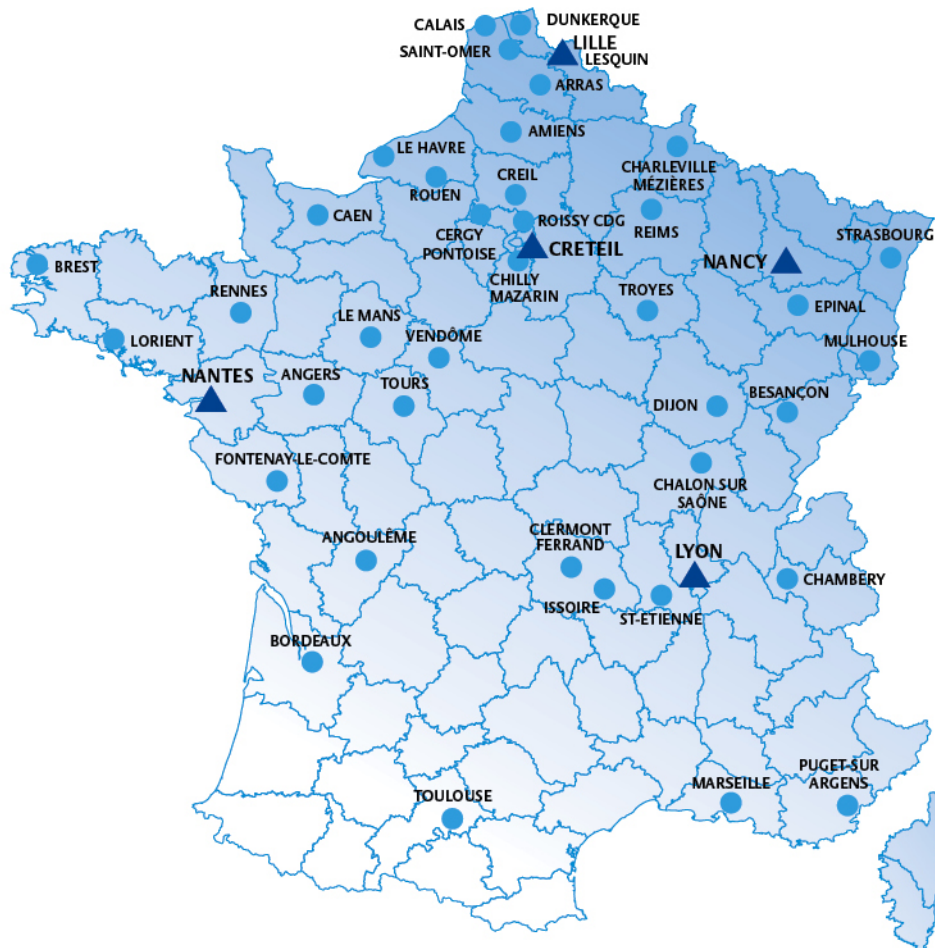 CALAIS
DUNKERQUE
SAINT-OMER
LILLE
LESQUIN
ARRAS
AMIENS
LE HAVRE
ROUEN
CREIL
CHARLEVILLE
MÉZIÈRES
CAEN
CERGY
PONTOISE
ROISSY CDG
CRETEIL
REIMS
STRASBOURG
BREST
CHILLY
MAZARIN
NANCY
RENNES
TROYES
EPINAL
LORIENT
LE MANS
VENDÔME
MULHOUSE
NANTES
ANGERS
TOURS
DIJON
BESANÇON
FONTENAY-LE-COMTE
CHALON SUR
SAÔNE
ANGOULÊME
CLERMONT
FERRAND
LYON
CHAMBERY
ISSOIRE
ST-ETIENNE
BORDEAUX
TOULOUSE
MARSEILLE
PUGET-SUR
ARGENS